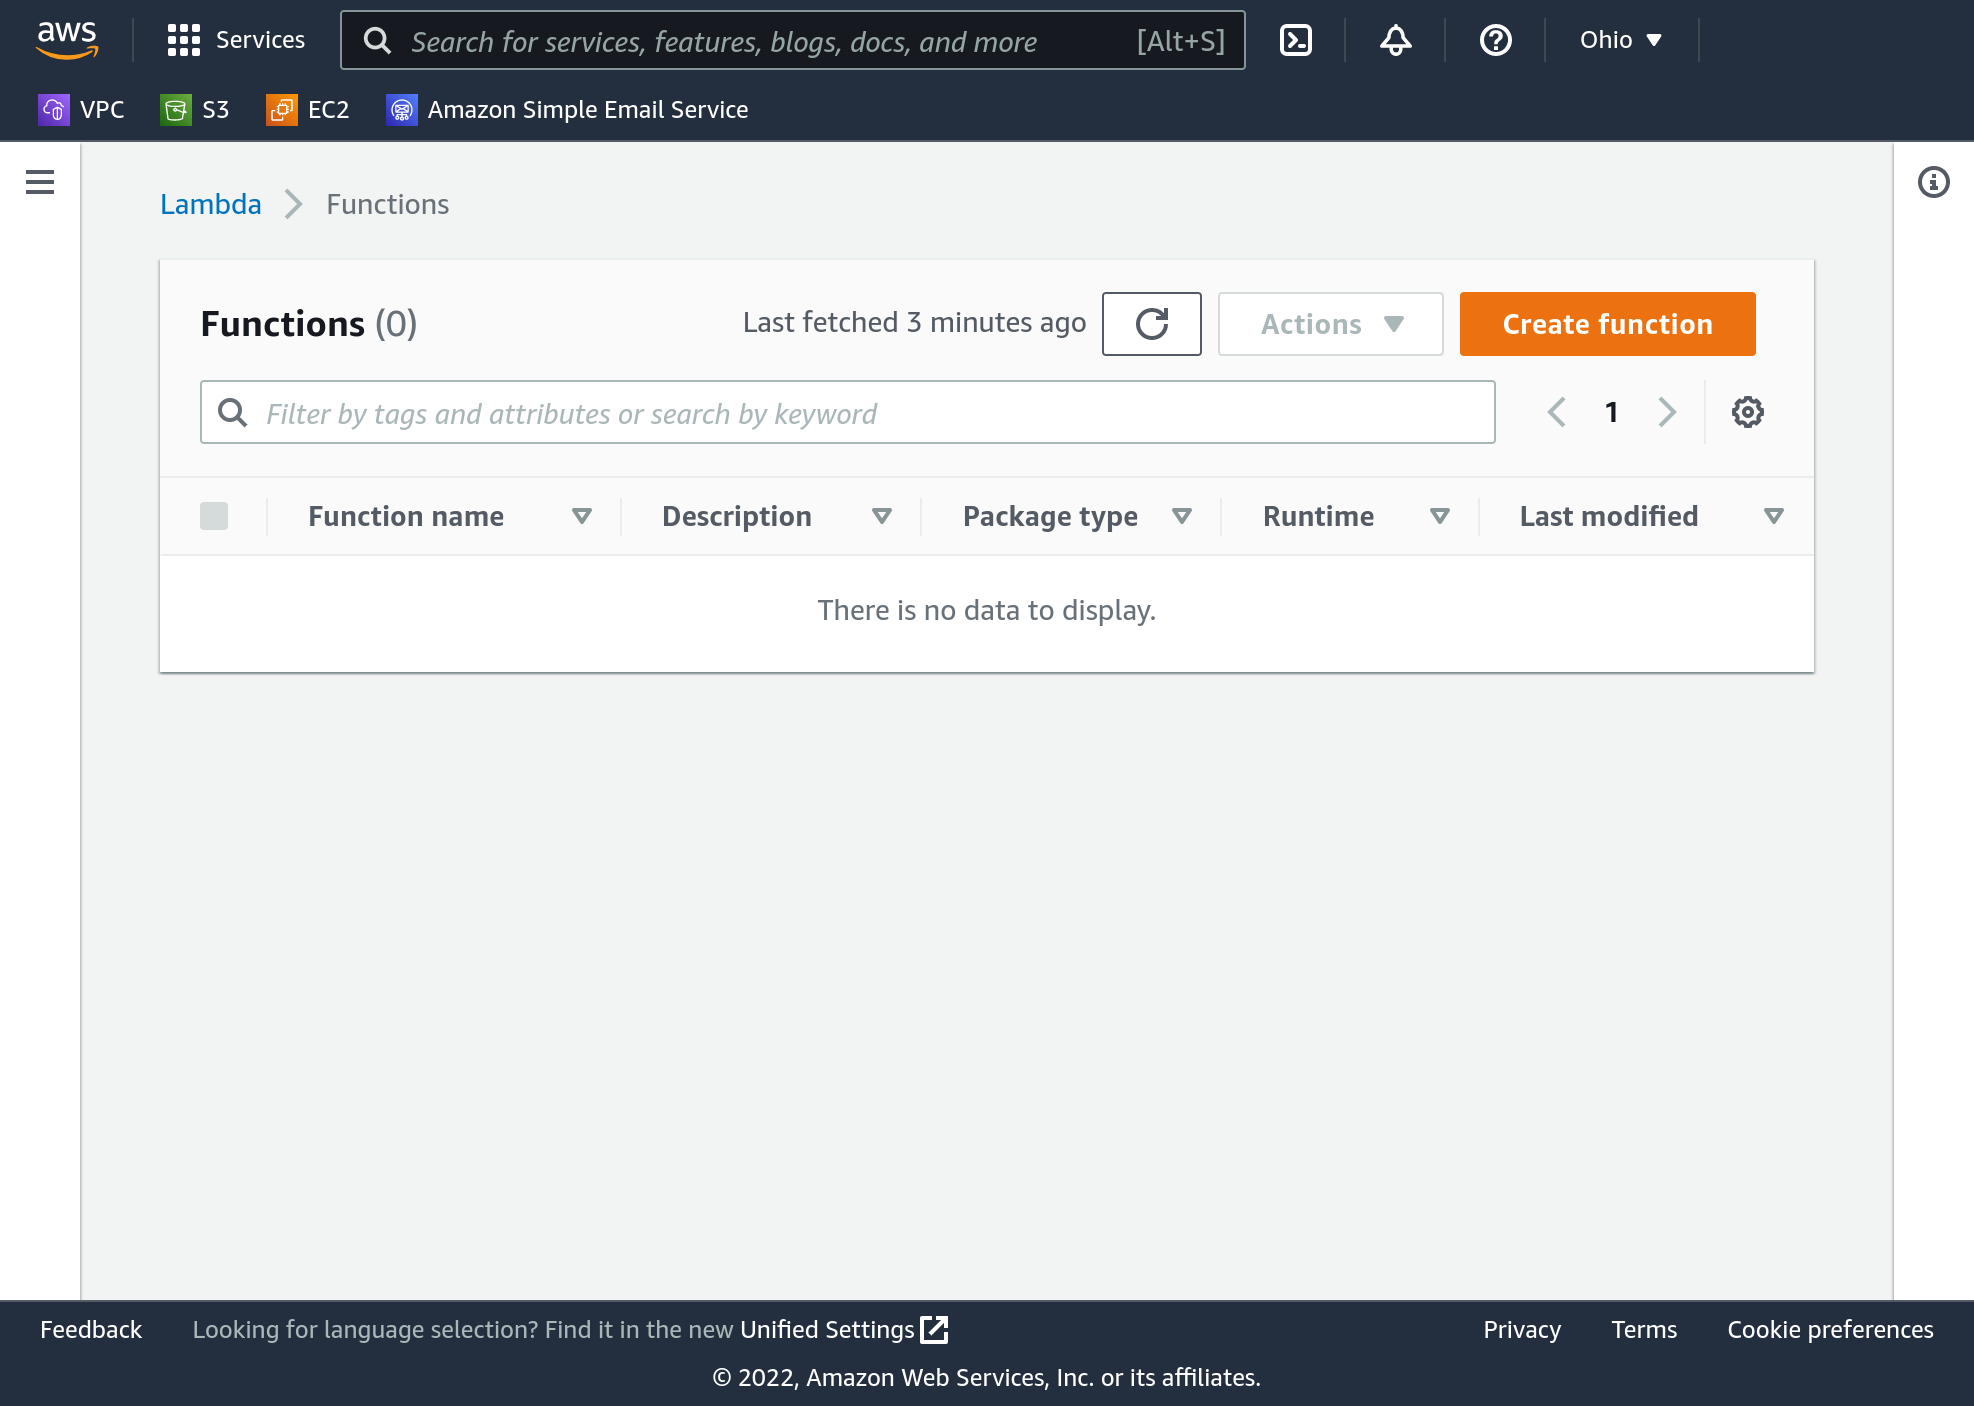 aws Services Search for services, features, blogs, docs, and more [Alt+S] Ohio
VPC S3 EC2 Amazon Simple Email Service
Lambda Functions
Functions (0) Last fetched 3 minutes ago Actions Create function
Filter by tags and attributes or search by keyword 1
Function name Description Package type Runtime Last modified
There is no data to display.
Feedback Looking for language selection? Find it in the new Unified Settings Privacy Terms Cookie preferences
© 2022, Amazon Web Services, Inc. or its affiliates.